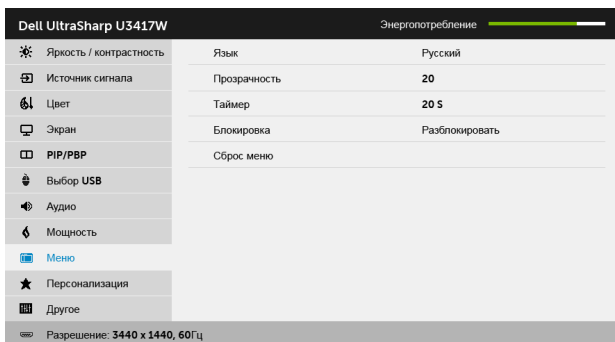 Dell UltraSharp U3417W Энергопотребление
Яркость / контрастность Язык Русский
Источник сигнала Прозрачность 20
Цвет Таймер 20 S
Экран Блокировка Разблокировать
PIP/PBP Сброс меню
Выбор USB
Аудио
Мощность
Меню
Персонализация
Другое
Разрешение: 3440 x 1440, 60Гц